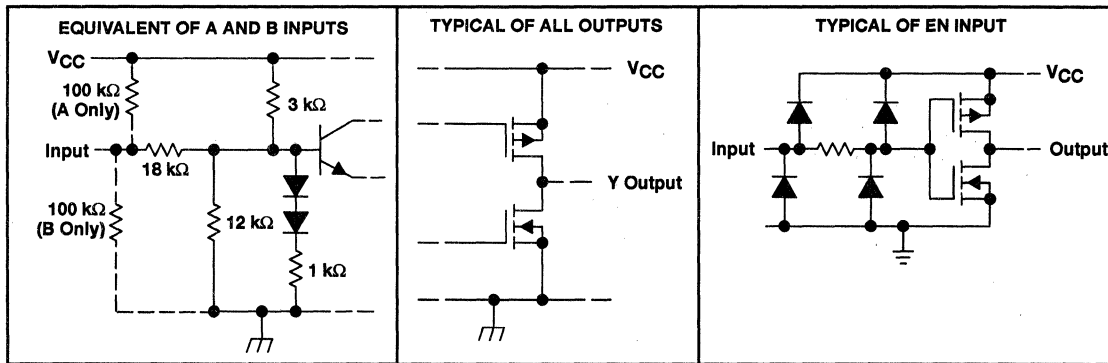 EQUIVALENT OF A AND B INPUTS
VCC
100 kΩ
(A Only)
3 kΩ
Input
18 kΩ
100 kΩ
(B Only)
12 kΩ
1 kΩ
TYPICAL OF ALL OUTPUTS
VCC
Y Output
TYPICAL OF EN INPUT
VCC
Input
Output